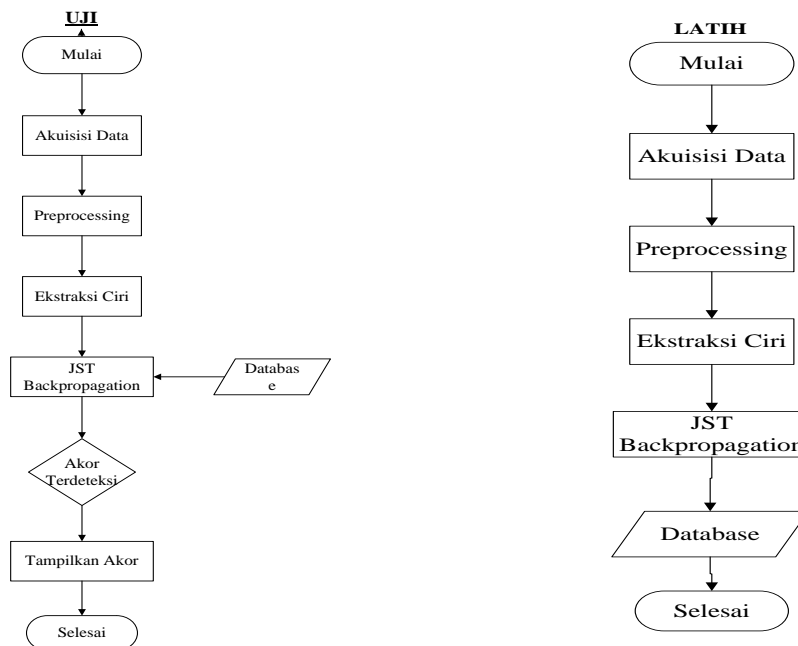 UJI
Mulai
Akuisisi Data
Preprocessing
Ekstraksi Ciri
JST
Backpropagation
Databas
e
Akor
Terdeteksi
Tampilkan Akor
Selesai
LATIH
Mulai
Akuisisi Data
Preprocessing
Ekstraksi Ciri
JST
Backpropagation
Database
Selesai